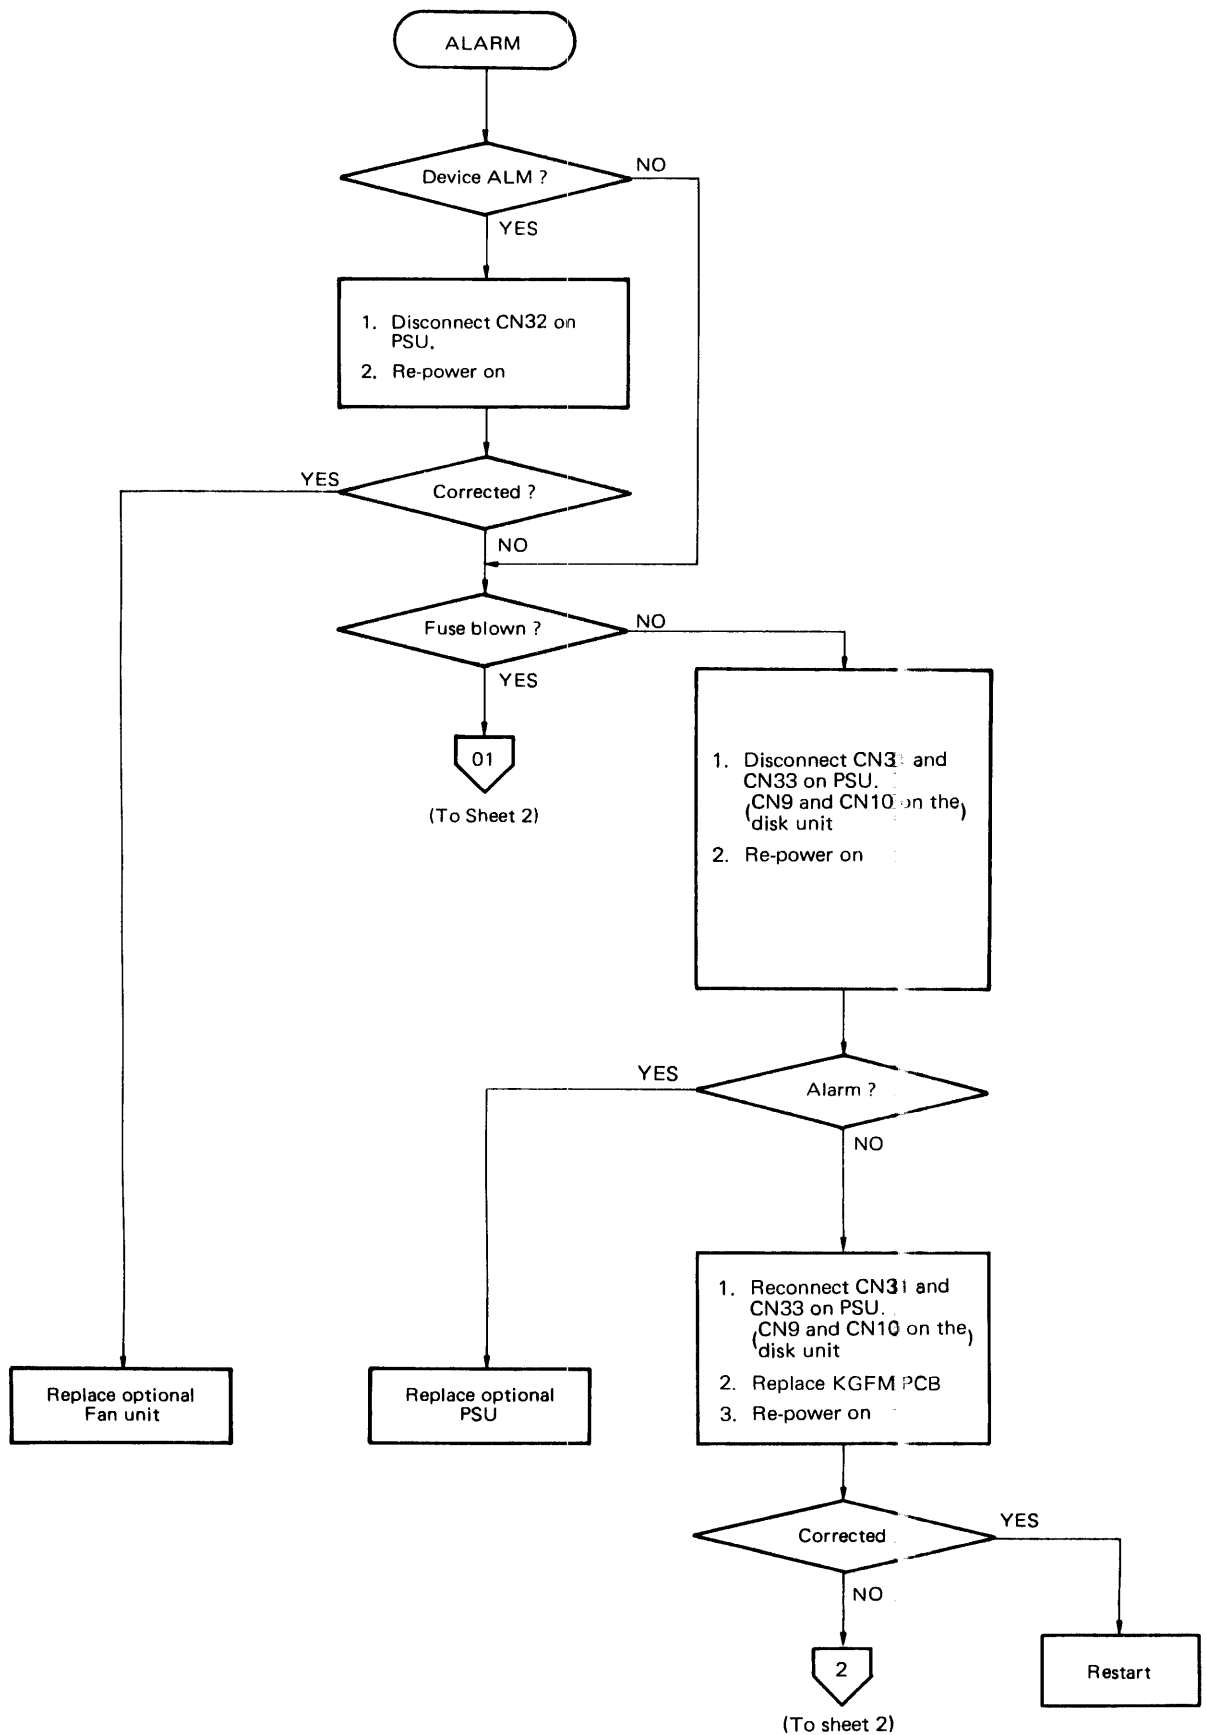 ALARM
Device ALM ?
NO
YES
1. Disconnect CN32 on
PSU.
2. Re-power on
YES
Corrected ?
NO
Fuse blown ?
NO
YES
01
(To Sheet 2)
1. Disconnect and
CN33 on PSU.
(CN9 and CN10 on the)
disk unit
2. Re-power on
YES
Alarm ?
NO
1. Reconnect CN31 and
CN33 on PSU.
(CN9 and CN10 on the)
disk unit
2. Replace KGFM PCB
3. Re-power on
Replace optional
Fan unit
Replace optional
PSU
Corrected
YES
NO
2
(To sheet 2)
Restart